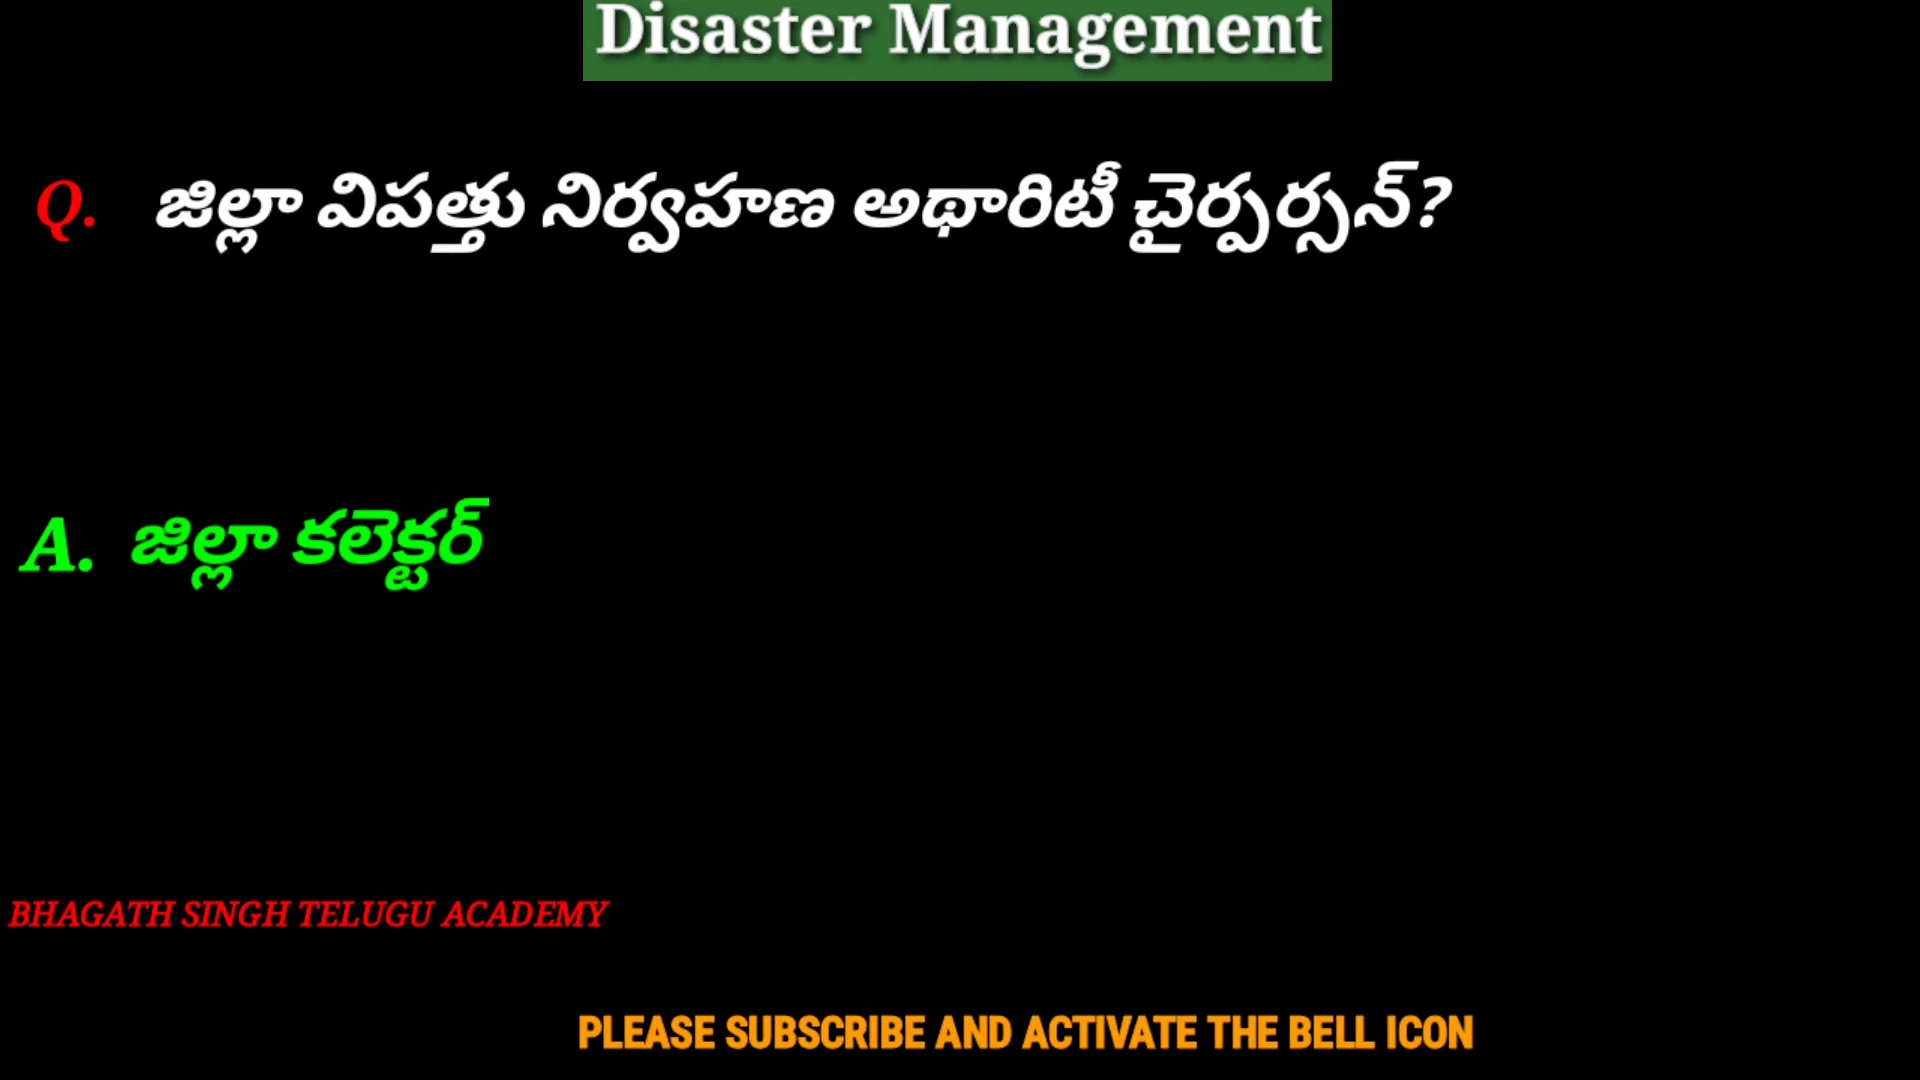 Disaster Management
Q. జిల్లా విపత్తు నిర్వహణ అథారిటీ చైర్పర్సన్?
A. జిల్లా కలెక్టర్
BHAGATH SINGH TELUGU ACADEMY
PLEASE SUBSCRIBE AND ACTIVATE THE BELL ICON